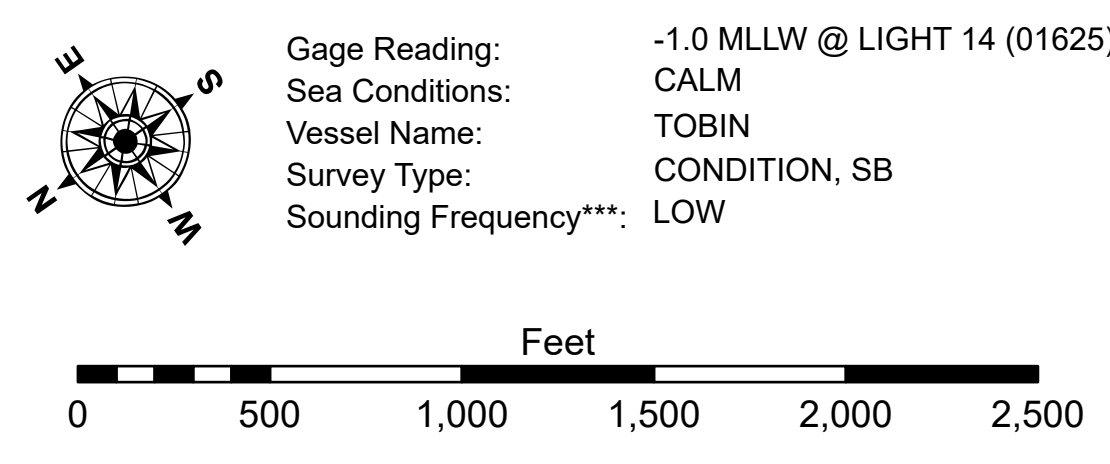 E
S
N
W
Gage Reading: -1.0 MLLW @ LIGHT 14 (01625)
Sea Conditions: CALM
Vessel Name: TOBIN
Survey Type: CONDITION, SB
Sounding Frequency***: LOW
Feet
0 500 1,000 1,500 2,000 2,500